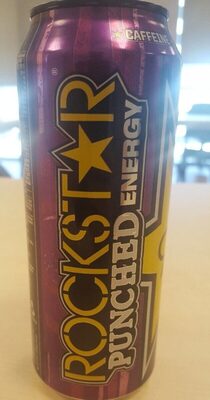 CAFFEINE
ROCKSTAR
PUNCHED
ENERGY